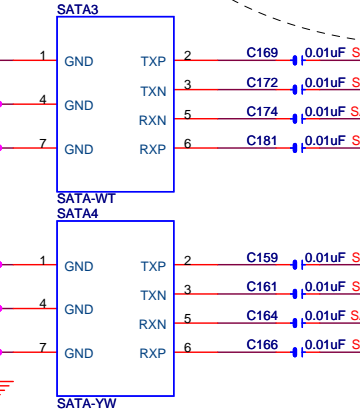 SATA3
1 GND TXP 2 C169 0.01uF S
TXN 3 C172 0.01uF S
4 GND
RXN 5 C174 0.01uF S
7 GND RXP 6 C181 0.01uF S
SATA-WT
SATA4
1 GND TXP 2 C159 0.01uF S
TXN 3 C161 0.01uF S
4 GND
RXN 5 C164 0.01uF S
7 GND RXP 6 C166 0.01uF S
SATA-YW